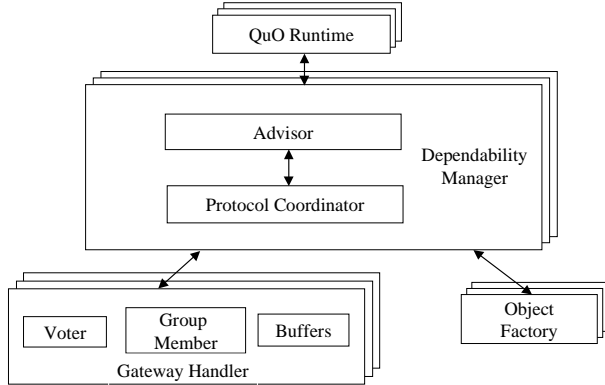 QuO Runtime
Advisor
Dependability
Manager
Protocol Coordinator
Voter
Group
Member
Buffers
Gateway Handler
Object
Factory